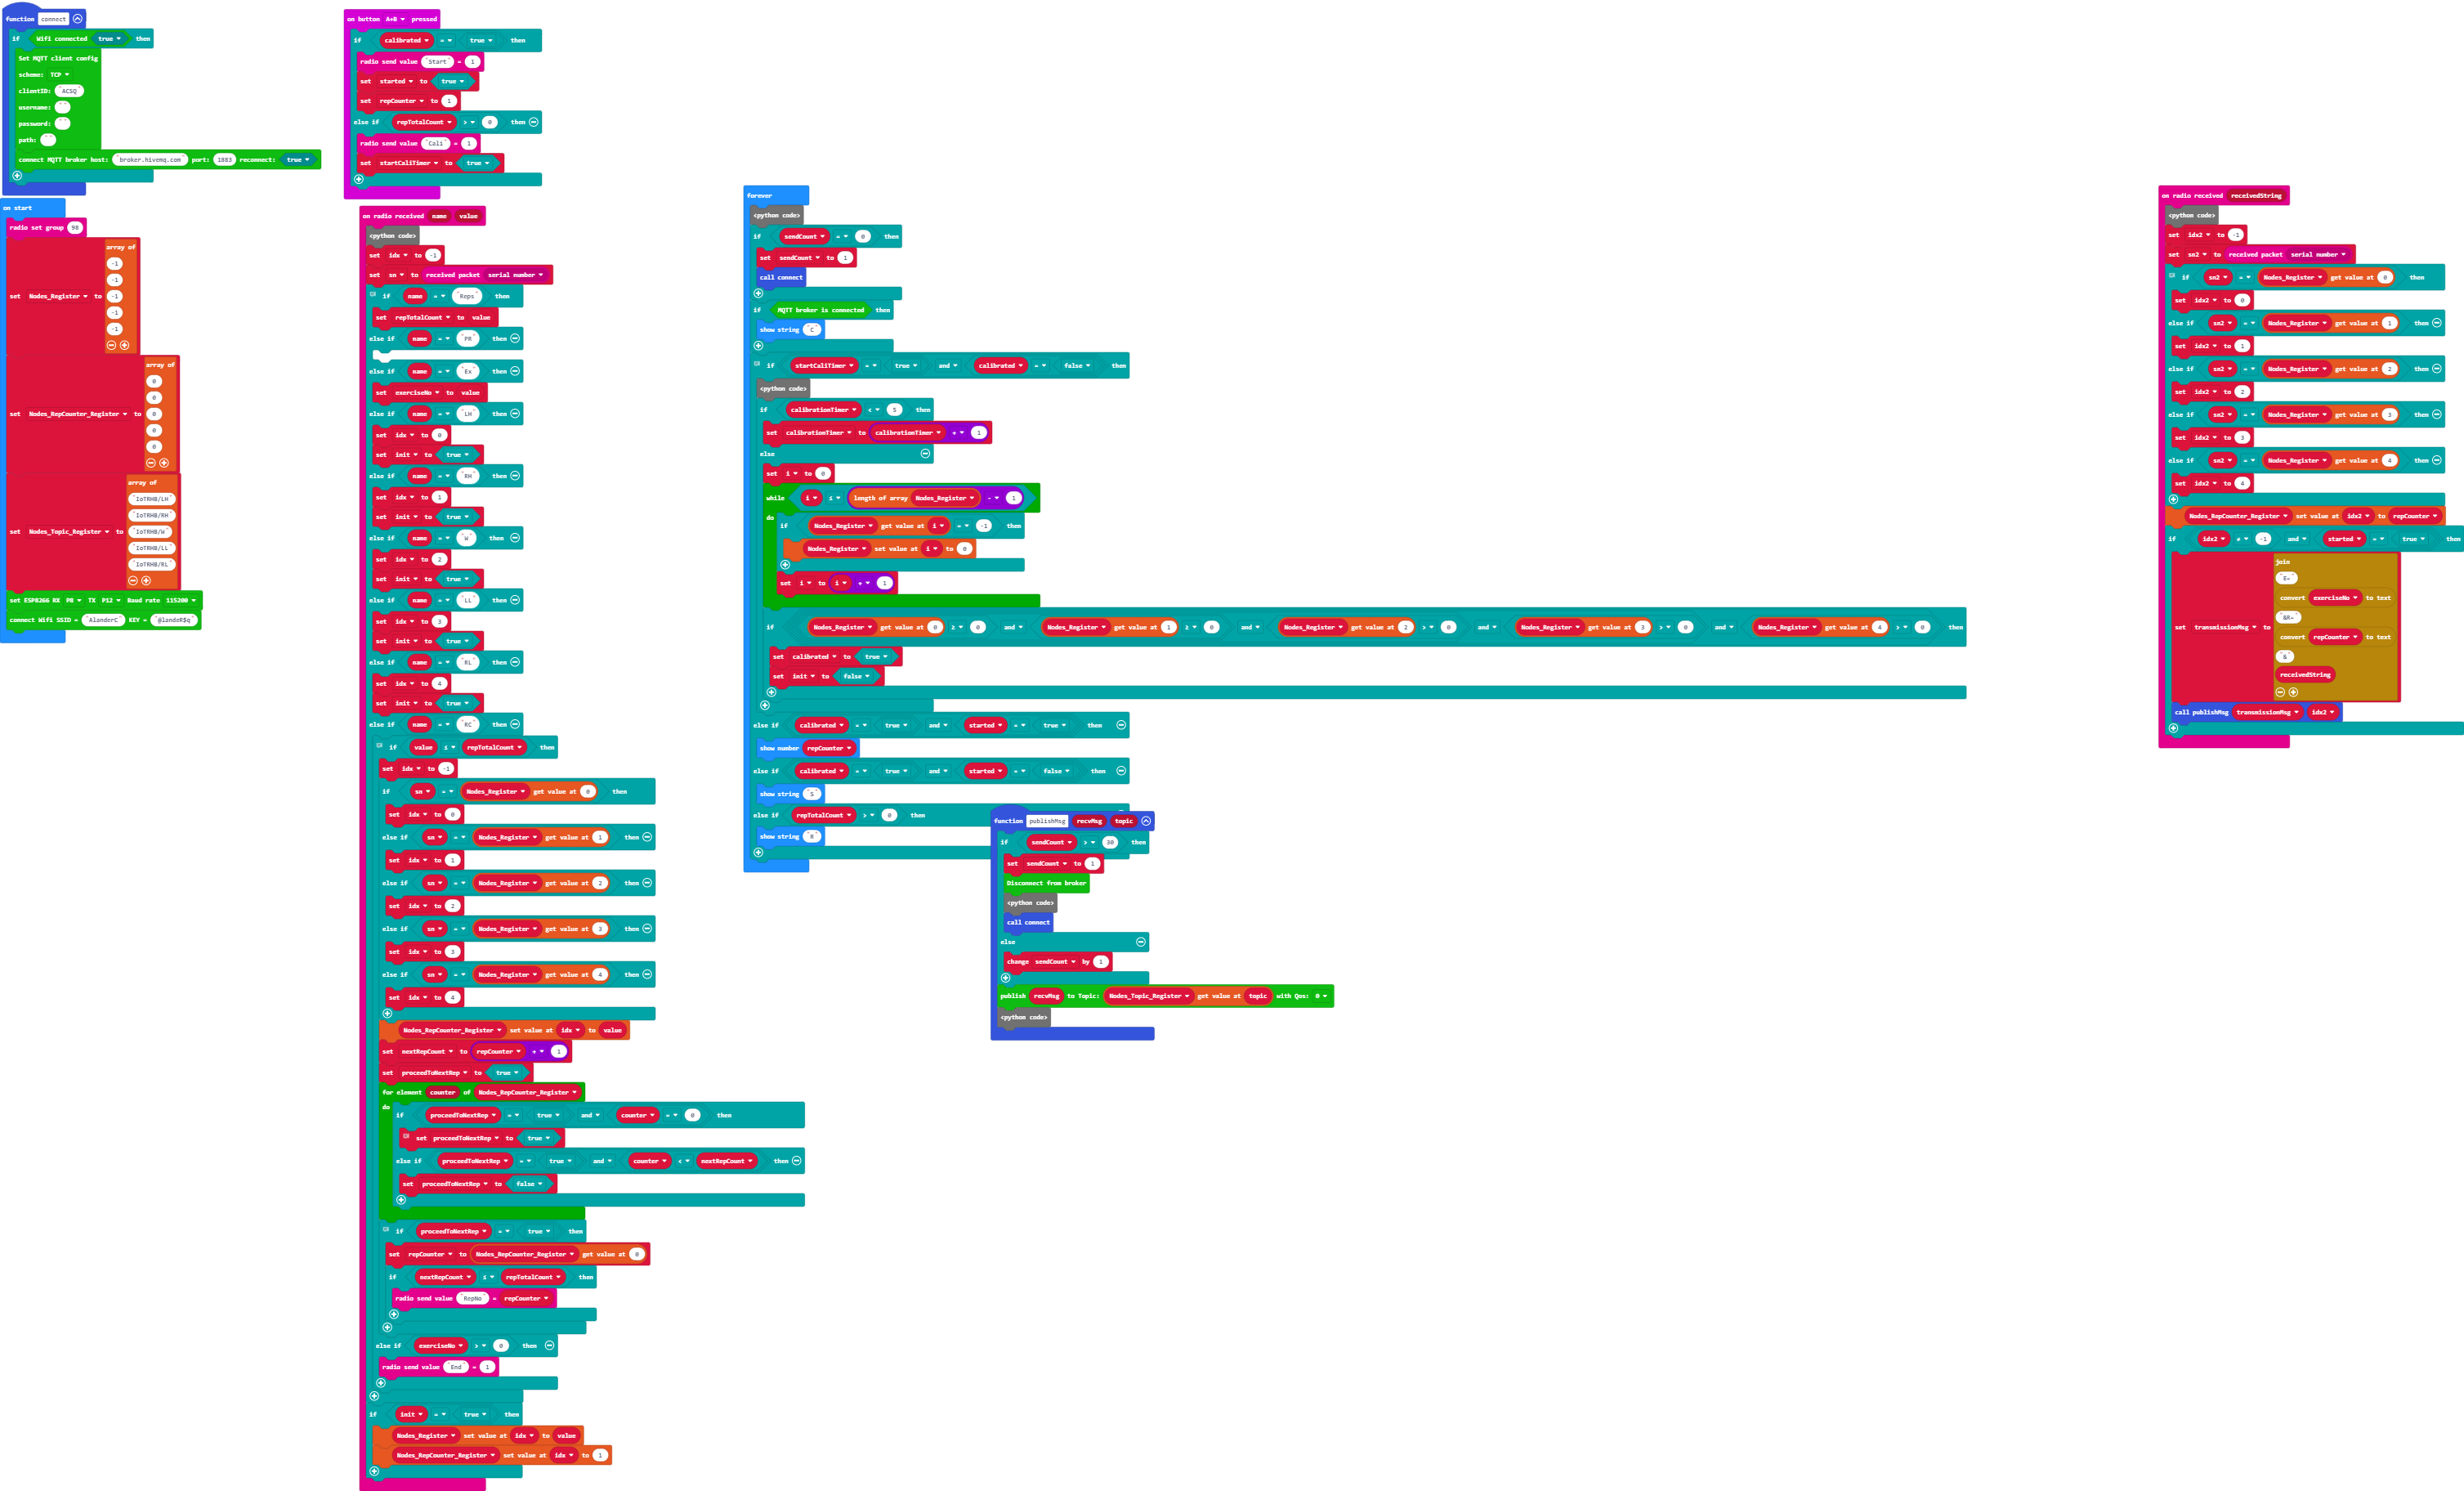 function connect
if Wifi connected true then
Set MQTT client config
scheme: TCP
clientID: "ACSQ"
username: ""
password: ""
path: ""
connect MQTT broker host: "broker.hivemq.com" port: 1883 reconnect: true
on start
radio set group 98
set Nodes_Register to array of
-1
-1
-1
-1
-1
set Nodes_RepCounter_Register to array of
0
0
0
0
0
set Nodes_Topic_Register to array of
"IoTRHB/LH"
"IoTRHB/RH"
"IoTRHB/W"
"IoTRHB/LL"
"IoTRHB/RL"
set ESP8266 RX P8 TX P12 Baud rate 115200
connect Wifi SSID = "AlanderC" KEY = "@landeR$q"
on button A+B pressed
if calibrated = true then
radio send value "Start" = 1
set started to true
set repCounter to 1
else if repTotalCount > 0 then
radio send value "Cali" = 1
set startCaliTimer to true
on radio received name value
<python code>
set idx to -1
set sn to received packet serial number
if name = "Reps" then
set repTotalCount to value
else if name = "PR" then
else if name = "Ex" then
set exerciseNo to value
else if name = "LH" then
set idx to 0
set init to true
else if name = "RH" then
set idx to 1
set init to true
else if name = "W" then
set idx to 2
set init to true
else if name = "LL" then
set idx to 3
set init to true
else if name = "RL" then
set idx to 4
set init to true
else if name = "RC" then
if value ≤ repTotalCount then
set idx to -1
if sn = Nodes_Register get value at 0 then
set idx to 0
else if sn = Nodes_Register get value at 1 then
set idx to 1
else if sn = Nodes_Register get value at 2 then
set idx to 2
else if sn = Nodes_Register get value at 3 then
set idx to 3
else if sn = Nodes_Register get value at 4 then
set idx to 4
Nodes_RepCounter_Register set value at idx to value
set nextRepCount to repCounter + 1
set proceedToNextRep to true
for element counter of Nodes_RepCounter_Register
do
if proceedToNextRep = true and counter = 0 then
set proceedToNextRep to true
else if proceedToNextRep = true and counter < nextRepCount then
set proceedToNextRep to false
if proceedToNextRep = true then
set repCounter to Nodes_RepCounter_Register get value at 0
if nextRepCount ≤ repTotalCount then
radio send value "RepNo" = repCounter
else if exerciseNo > 0 then
radio send value "End" = 1
if init = true then
Nodes_Register set value at idx to value
Nodes_RepCounter_Register set value at idx to 1
forever
<python code>
if sendCount = 0 then
set sendCount to 1
call connect
if MQTT broker is connected then
show string "C"
if startCaliTimer = true and calibrated = false then
<python code>
if calibrationTimer < 5 then
set calibrationTimer to calibrationTimer + 1
else
set i to 0
while i ≤ length of array Nodes_Register - 1
do
if Nodes_Register get value at i = -1 then
Nodes_Register set value at i to 0
set i to i + 1
if Nodes_Register get value at 0 ≥ 0 and Nodes_Register get value at 1 ≥ 0 and Nodes_Register get value at 2 > 0 and Nodes_Register get value at 3 > 0 and Nodes_Register get value at 4 > 0 then
set calibrated to true
set init to false
else if calibrated = true and started = true then
show number repCounter
else if calibrated = true and started = false then
show string "S"
else if repTotalCount > 0 then
show string "R"
function publishMsg recvMsg topic
if sendCount > 30 then
set sendCount to 1
Disconnect from broker
<python code>
call connect
else
change sendCount by 1
publish recvMsg to Topic: Nodes_Topic_Register get value at topic with Qos: 0
<python code>
on radio received receivedString
<python code>
set idx2 to -1
set sn2 to received packet serial number
if sn2 = Nodes_Register get value at 0 then
set idx2 to 0
else if sn2 = Nodes_Register get value at 1 then
set idx2 to 1
else if sn2 = Nodes_Register get value at 2 then
set idx2 to 2
else if sn2 = Nodes_Register get value at 3 then
set idx2 to 3
else if sn2 = Nodes_Register get value at 4 then
set idx2 to 4
Nodes_RepCounter_Register set value at idx2 to repCounter
if idx2 ≠ -1 and started = true then
set transmissionMsg to join
"E="
convert exerciseNo to text
"&R="
convert repCounter to text
"&"
receivedString
call publishMsg transmissionMsg idx2